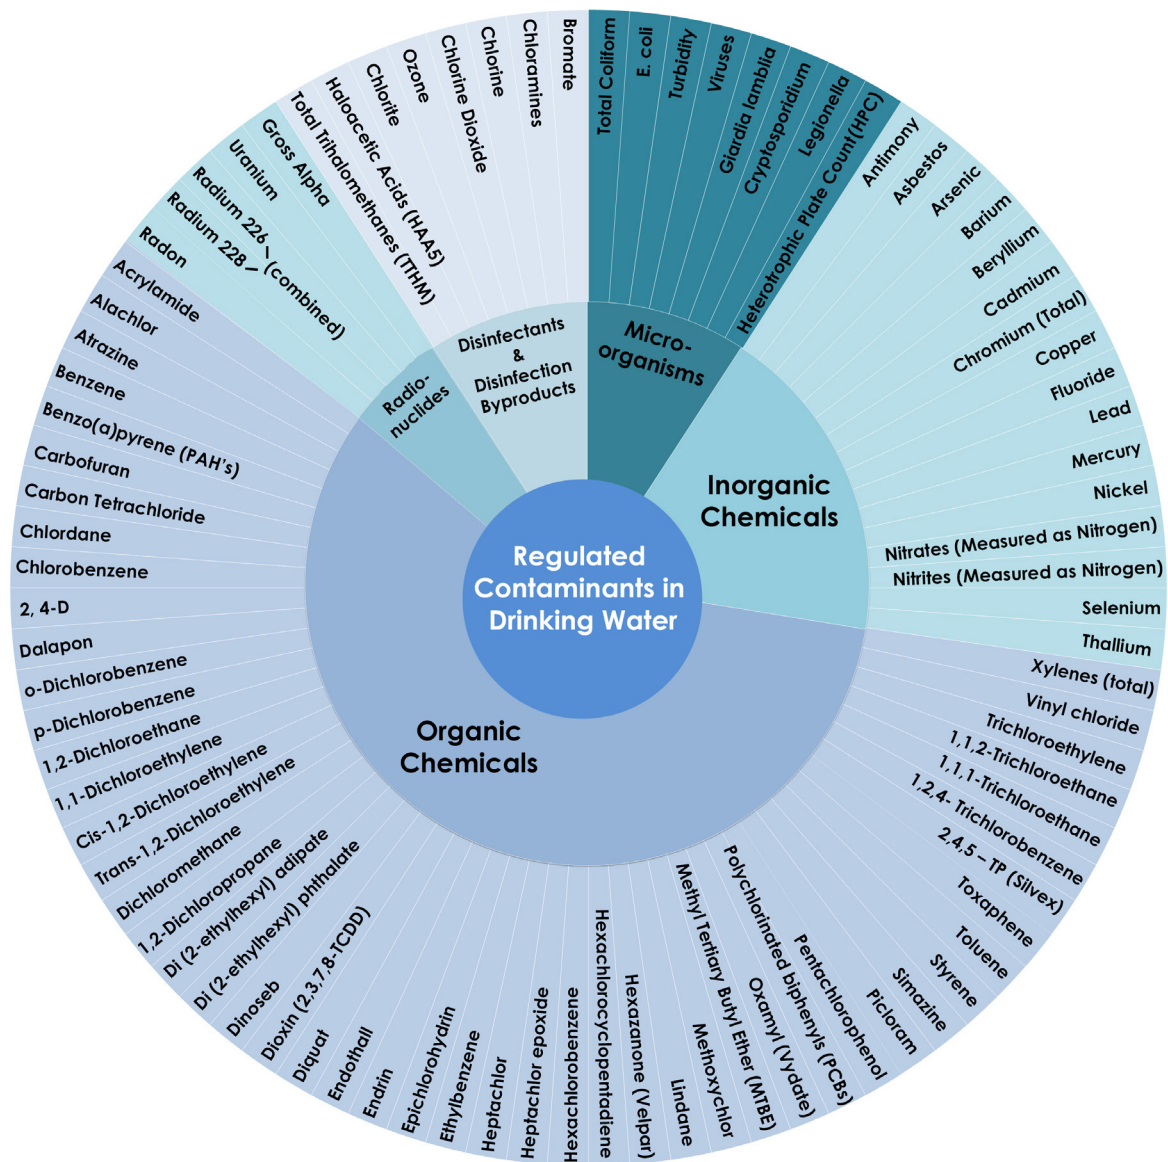 Regulated
Contaminants in
Drinking Water
Micro-
organisms
Total Coliform
E. coli
Turbidity
Viruses
Giardia lamblia
Cryptosporidium
Legionella
Heterotrophic Plate Count(HPC)
Inorganic
Chemicals
Antimony
Asbestos
Arsenic
Barium
Beryllium
Cadmium
Chromium (Total)
Copper
Fluoride
Lead
Mercury
Nickel
Nitrates (Measured as Nitrogen)
Nitrites (Measured as Nitrogen)
Selenium
Thallium
Organic
Chemicals
Xylenes (total)
Vinyl chloride
Trichloroethylene
1,1,2-Trichloroethane
1,1,1-Trichloroethane
1,2,4- Trichlorobenzene
2,4,5 – TP (Silvex)
Toxaphene
Toluene
Styrene
Simazine
Picloram
Pentachlorophenol
Polychlorinated biphenyls (PCBs)
Oxamyl (Vydate)
Methyl Tertiary Butyl Ether (MTBE)
Methoxychlor
Lindane
Hexazanone (Velpar)
Hexachlorocyclopentadiene
Hexachlorobenzuene
Heptachlor epoxide
Heptachlor
Ethylbenzene
Epichlorohydrin
Endrin
Endothall
Diquat
Dioxin (2,3,7,8-TCDD)
Dinoseb
Di (2-ethylhexyl) phthalate
Di (2-ethylhexyl) adipate
1,2-Dichloropropane
Dichloromethane
Trans-1,2-Dichloroethylene
Cis-1,2-Dichloroethylene
1,1-Dichloroethylene
1,2-Dichloroethane
p-Dichlorobenzene
o-Dichlorobenzene
Dalapon
2, 4-D
Chlorobenzene
Chlordane
Carbon Tetrachloride
Carbofuran
Benzo(a)pyrene (PAH's)
Benzene
Atrazine
Alachlor
Acrylamide
Radio-
nuclides
Radon
Radium 228
Radium 226
(combined)
Uranium
Gross Alpha
Disinfectants
&
Disinfection
Byproducts
Total Trihalomethanes (TTHM)
Haloacetic Acids (HAA5)
Chlorite
Ozone
Chlorine Dioxide
Chlorine
Chloramines
Bromate